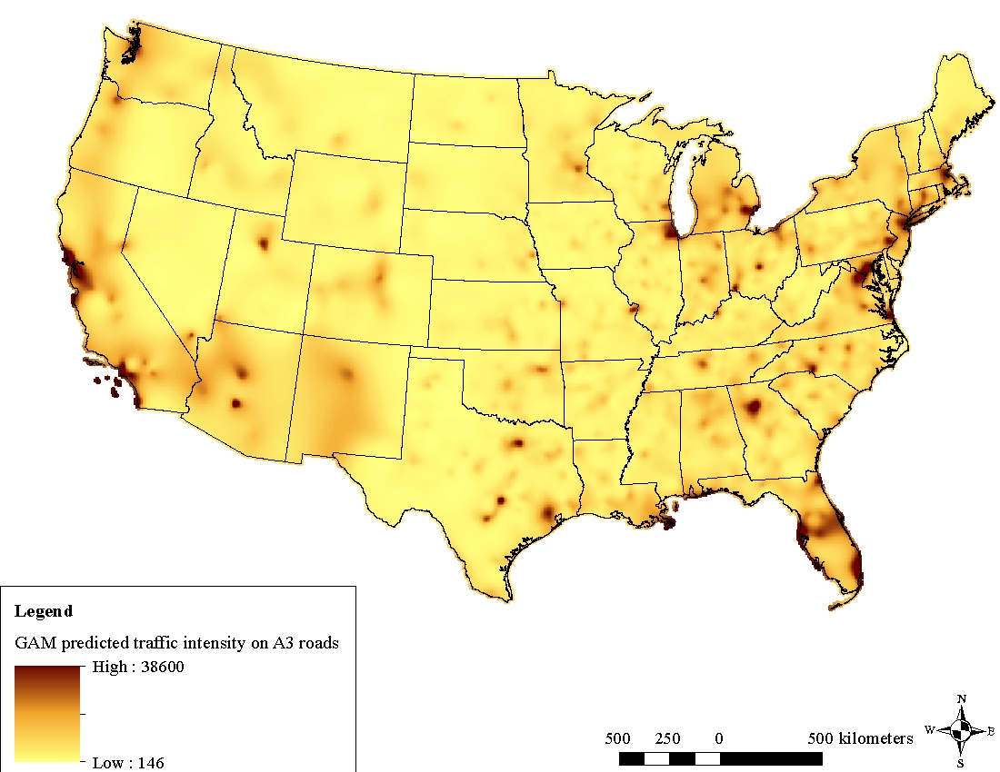 Legend
GAM predicted traffic intensity on A3 roads
High : 38600
Low : 146
500 250 0 500 kilometers
N
W E
S